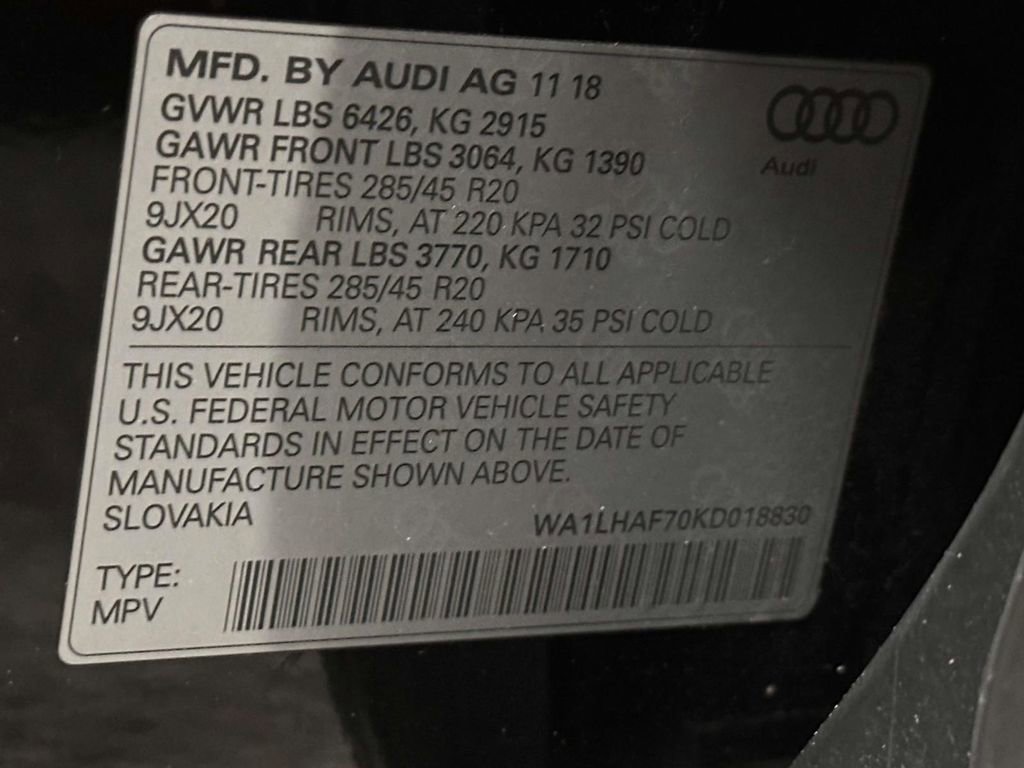 MFD. BY AUDI AG 11 18
GVWR LBS 6426, KG 2915
GAWR FRONT LBS 3064, KG 1390
FRONT-TIRES 285/45 R20
9JX20 RIMS, AT 220 KPA 32 PSI COLD
GAWR REAR LBS 3770, KG 1710
REAR-TIRES 285/45 R20
9JX20 RIMS, AT 240 KPA 35 PSI COLD
Audi
THIS VEHICLE CONFORMS TO ALL APPLICABLE
U.S. FEDERAL MOTOR VEHICLE SAFETY
STANDARDS IN EFFECT ON THE DATE OF
MANUFACTURE SHOWN ABOVE.
SLOVAKIA
WA1LHAF70KD018830
TYPE:
MPV